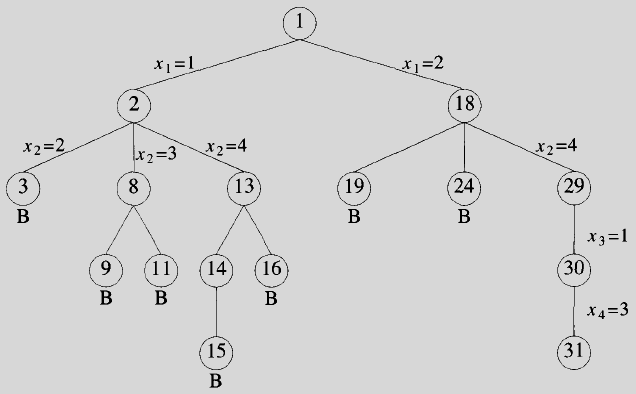 1
x₁=1 x₁=2
2 18
x₂=2 x₂=3 x₂=4 x₂=4
3 8 13 19 24 29
B B B
x₃=1
9 11 14 16 30
B B B
x₄=3
15 31
B